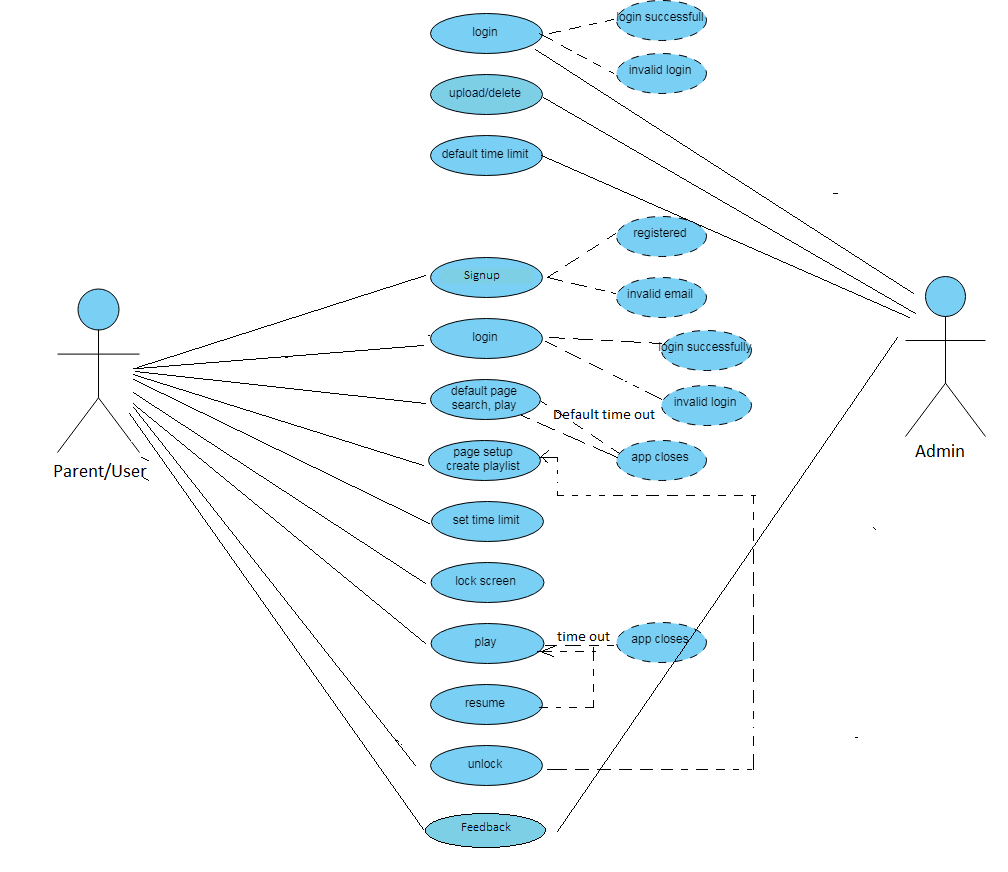 login
login successfull
invalid login
upload/delete
default time limit
registered
Signup
invalid email
login
login successfully
default page
search, play
invalid login
Default time out
page setup
create playlist
app closes
Parent/User
Admin
set time limit
lock screen
time out
play
app closes
resume
unlock
Feedback